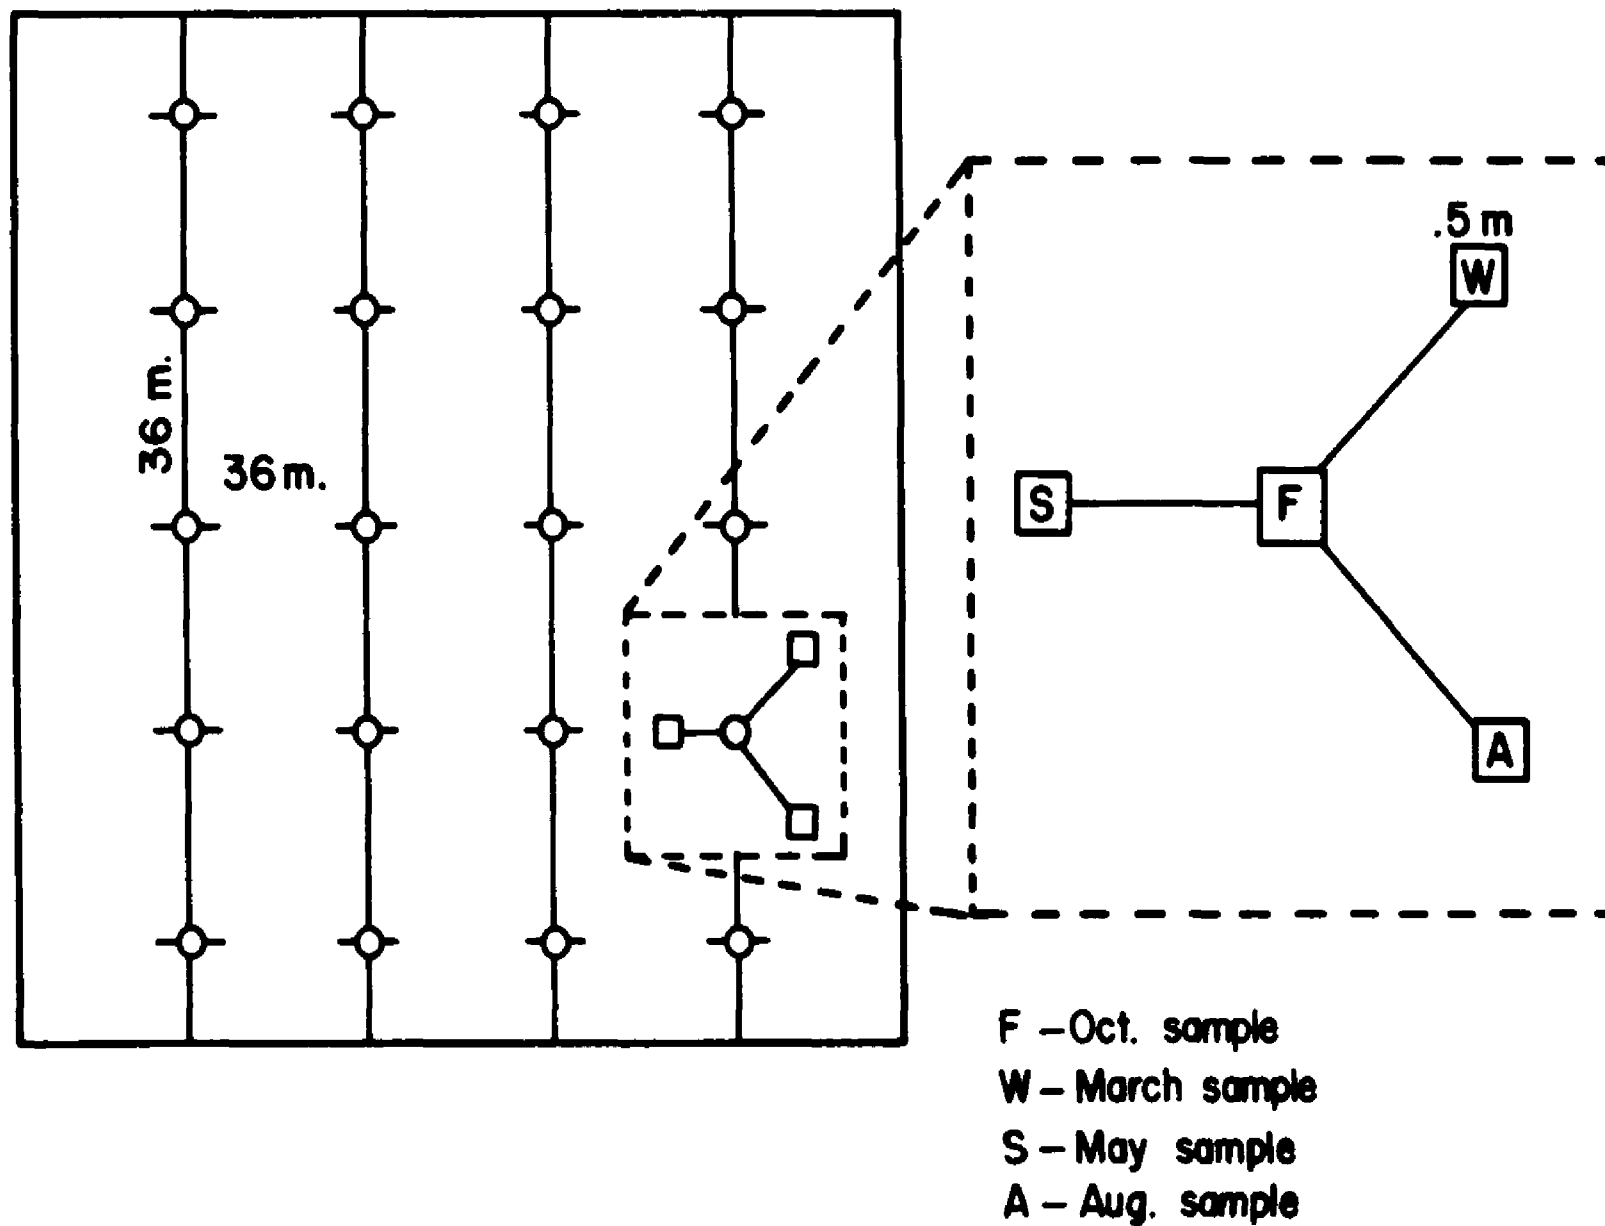 36 m.
36 m.
.5 m
W
S
F
A
F – Oct. sample
W – March sample
S – May sample
A – Aug. sample